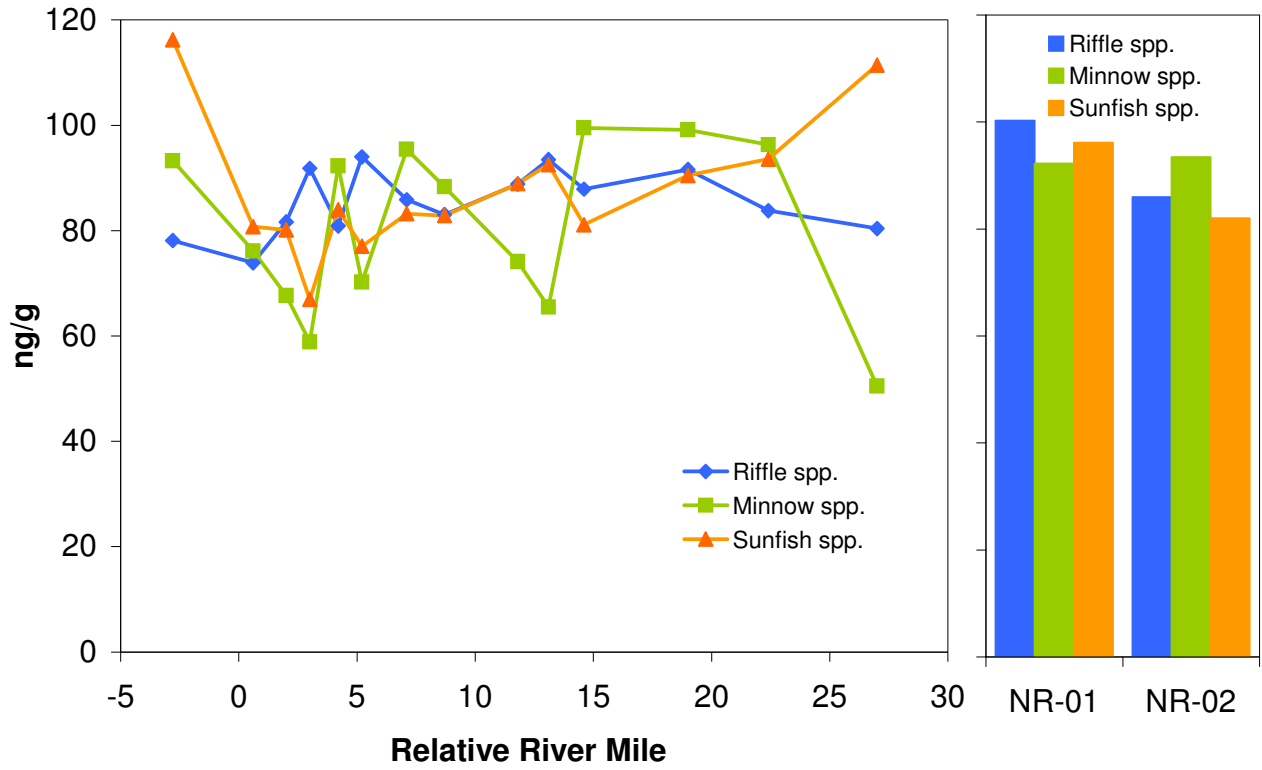 120
100
80
60
40
20
0
ng/g
-5 0 5 10 15 20 25 30
Relative River Mile
Riffle spp.
Minnow spp.
Sunfish spp.
Riffle spp.
Minnow spp.
Sunfish spp.
NR-01 NR-02